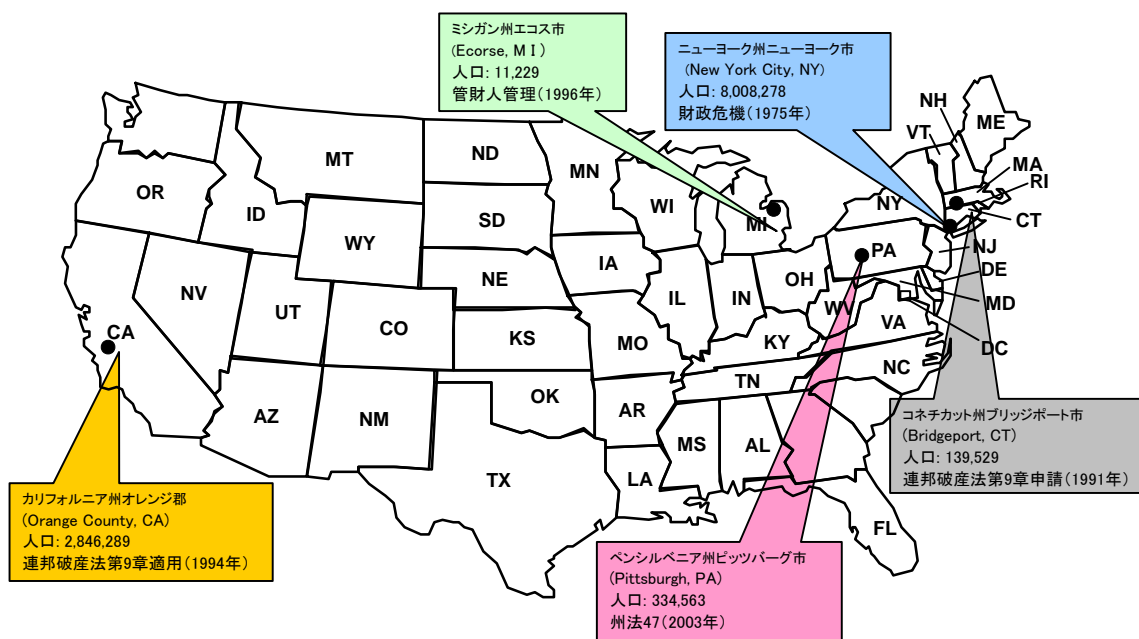 ミシガン州エコス市
(Ecorse, MI)
人口: 11,229
管財人管理(1996年)
ニューヨーク州ニューヨーク市
(New York City, NY)
人口: 8,008,278
財政危機(1975年)
NH
VT
ME
MA
RI
CT
NY
NJ
DE
MD
DC
MT
ND
MN
OR
ID
SD
WI
MI
WY
PA
NE
IA
OH
NV
IL
IN
WV
UT
CO
VA
KS
MO
KY
CA
NC
TN
OK
AR
AZ
NM
MS
AL
TX
LA
FL
コネチカット州ブリッジポート市
(Bridgeport, CT)
人口: 139,529
連邦破産法第9章申請(1991年)
カリフォルニア州オレンジ郡
(Orange County, CA)
人口: 2,846,289
連邦破産法第9章適用(1994年)
ペンシルベニア州ピッツバーグ市
(Pittsburgh, PA)
人口: 334,563
州法47(2003年)